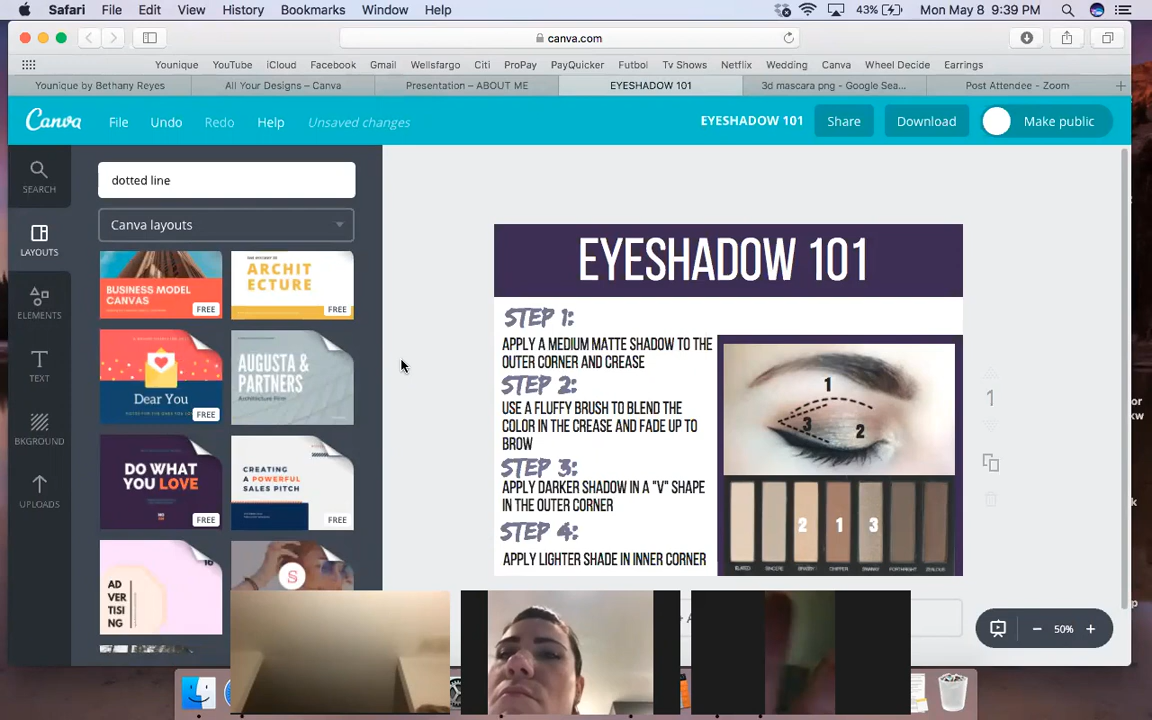 Safari File Edit View History Bookmarks Window Help 43% Mon May 8 9:39 PM
canva.com
Younique YouTube iCloud Facebook Gmail Wellsfargo Citi ProPay PayQuicker Futbol Tv Shows Netflix Wedding Canva Wheel Decide Earrings
Younique by Bethany Reyes All Your Designs – Canva Presentation – ABOUT ME EYESHADOW 101 3d mascara png - Google Sea... Post Attendee - Zoom
Canva File Undo Redo Help Unsaved changes EYESHADOW 101 Share Download Make public
SEARCH
LAYOUTS
ELEMENTS
TEXT
BKGROUND
UPLOADS
dotted line
Canva layouts
BUSINESS MODEL
CANVAS
FREE
ARCHIT
ECTURE
FREE
Dear You
FREE
AUGUSTA &
PARTNERS
Architecture Firm
DO WHAT
YOU LOVE
FREE
CREATING
A POWERFUL
SALES PITCH
FREE
AD
VER
TISI
NG
S
EYESHADOW 101
STEP 1:
APPLY A MEDIUM MATTE SHADOW TO THE
OUTER CORNER AND CREASE
STEP 2:
USE A FLUFFY BRUSH TO BLEND THE
COLOR IN THE CREASE AND FADE UP TO
BROW
STEP 3:
APPLY DARKER SHADOW IN A "V" SHAPE
IN THE OUTER CORNER
STEP 4:
APPLY LIGHTER SHADE IN INNER CORNER
1
3 2
2 1 3
1
50%